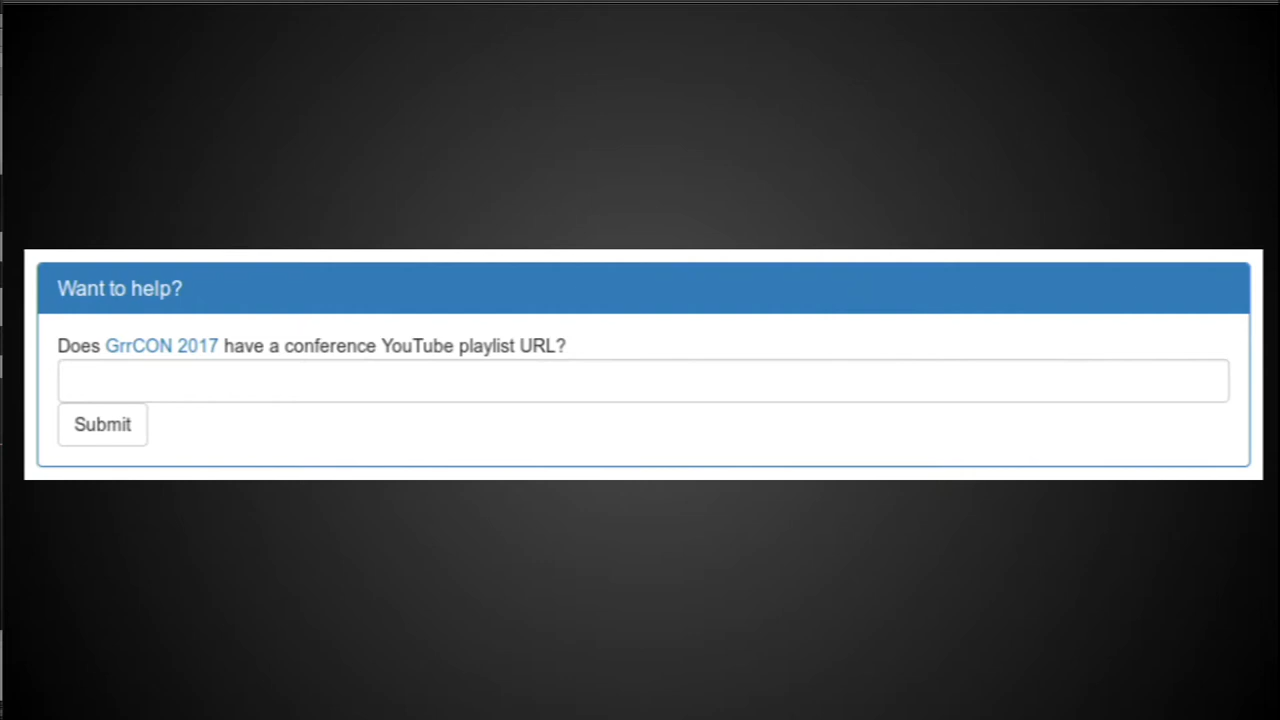 Want to help?
Does GrrCON 2017 have a conference YouTube playlist URL?
Submit